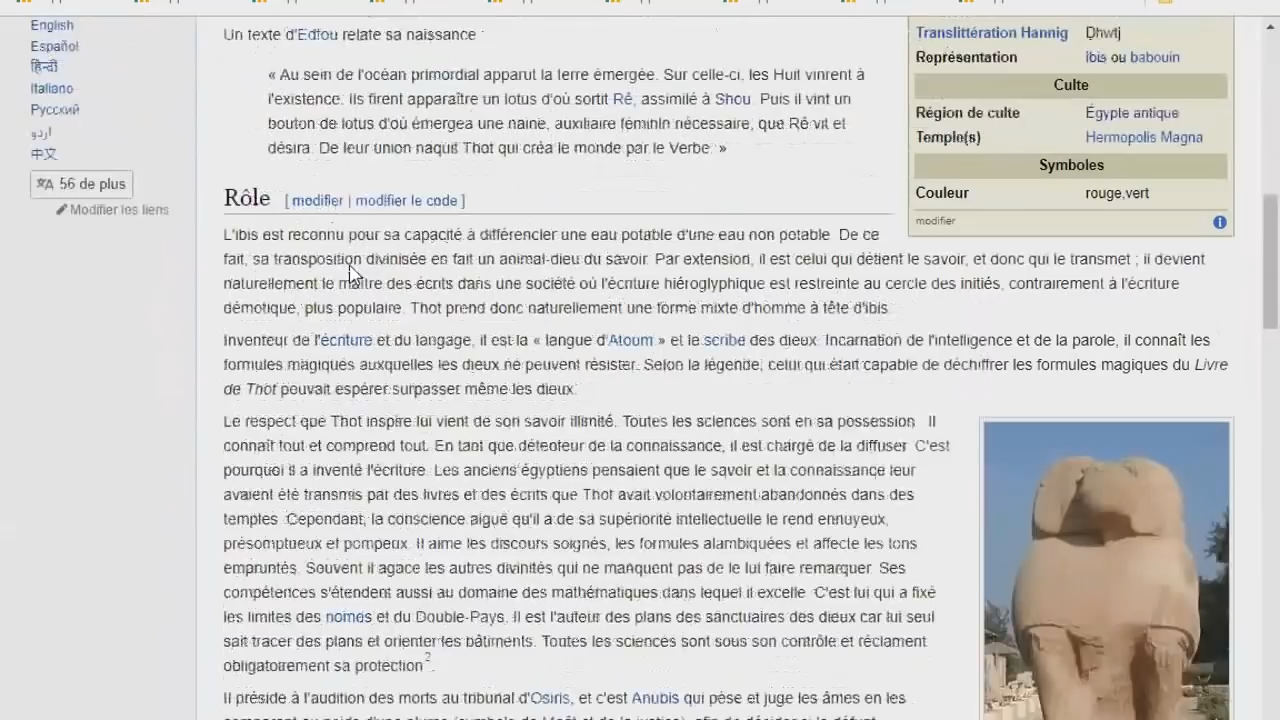 English
Español
हिन्दी
Italiano
Русский
اردو
中文
56 de plus
Modifier les liens
Un texte d'Edfou relate sa naissance
« Au sein de l'océan primordial apparut la terre émergée. Sur celle-ci, les Huit vinrent à
l'existence. Ils firent apparaître un lotus d'où sortit Rê, assimilé à Shou. Puis il vint un
bouton de lotus d'où émergea une naine, auxiliaire féminin nécessaire, que Rê vit et
désira. De leur union naquit Thot qui créa le monde par le Verbe. »
Translittération Hannig Ḏhwtj
Représentation Ibis ou babouin
Culte
Région de culte Égypte antique
Temple(s) Hermopolis Magna
Symboles
Couleur rouge,vert
modifier
Rôle [ modifier | modifier le code ]
L'ibis est reconnu pour sa capacité à différencier une eau potable d'une eau non potable. De ce
fait, sa transposition divinisée en fait un animal-dieu du savoir. Par extension, il est celui qui détient le savoir, et donc qui le transmet ; il devient
naturellement le maître des écrits dans une société où l'écriture hiéroglyphique est restreinte au cercle des initiés, contrairement à l'écriture
démotique, plus populaire. Thot prend donc naturellement une forme mixte d'homme à tête d'ibis.
Inventeur de l'écriture et du langage, il est la « langue d'Atoum » et le scribe des dieux. Incarnation de l'intelligence et de la parole, il connaît les
formules magiques auxquelles les dieux ne peuvent résister. Selon la légende, celui qui était capable de déchiffrer les formules magiques du Livre
de Thot pouvait espérer surpasser même les dieux.
Le respect que Thot inspire lui vient de son savoir illimité. Toutes les sciences sont en sa possession. Il
connaît tout et comprend tout. En tant que détenteur de la connaissance, il est chargé de la diffuser. C'est
pourquoi il a inventé l'écriture. Les anciens égyptiens pensaient que le savoir et la connaissance leur
avaient été transmis par des livres et des écrits que Thot avait volontairement abandonnés dans des
temples. Cependant, la conscience aiguë qu'il a de sa supériorité intellectuelle le rend ennuyeux,
présomptueux et pompeux. Il aime les discours soignés, les formules alambiquées et affecte les tons
empruntés. Souvent il agace les autres divinités qui ne manquent pas de le lui faire remarquer. Ses
compétences s'étendent aussi au domaine des mathématiques dans lequel il excelle. C'est lui qui a fixé
les limites des nomes et du Double-Pays. Il est l'auteur des plans des sanctuaires des dieux car lui seul
sait tracer des plans et orienter les bâtiments. Toutes les sciences sont sous son contrôle et réclament
obligatoirement sa protection 2.
Il préside à l'audition des morts au tribunal d'Osiris, et c'est Anubis qui pèse et juge les âmes en les